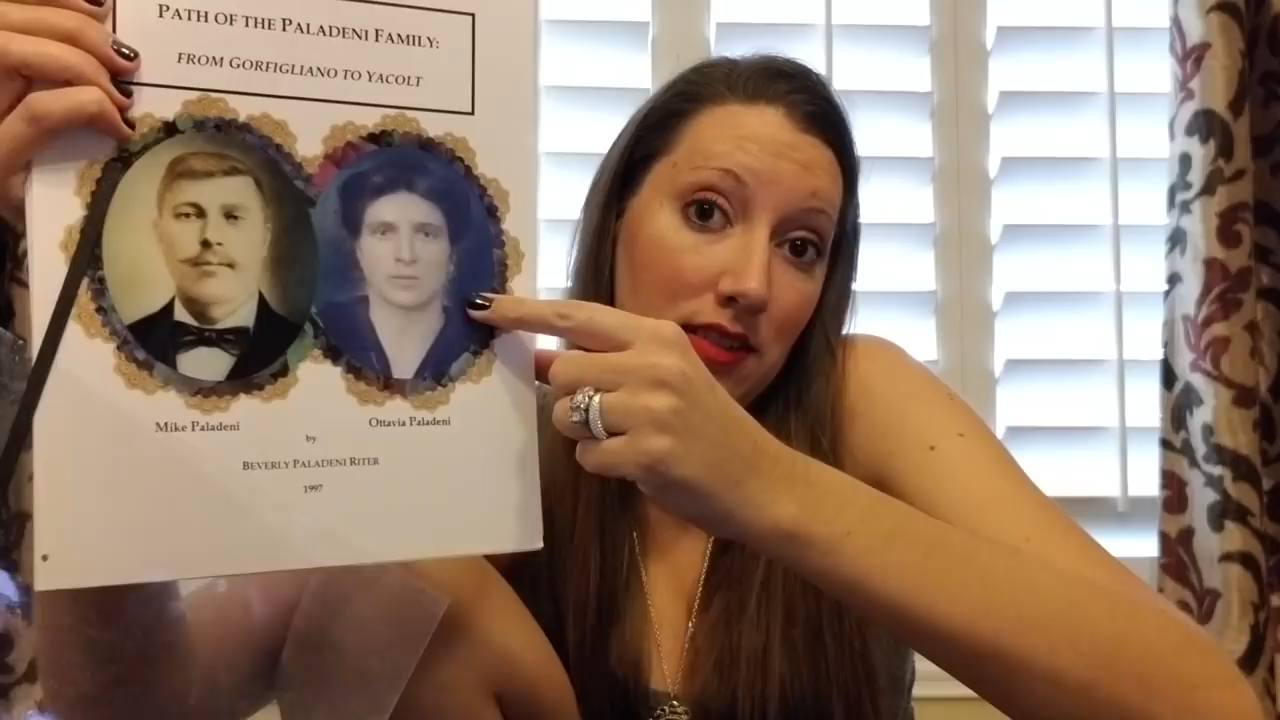 PATH OF THE PALADENI FAMILY:
FROM GORFIGLIANO TO YACOLT
Mike Paladeni
Ottavia Paladeni
by
BEVERLY PALADENI RITER
1997